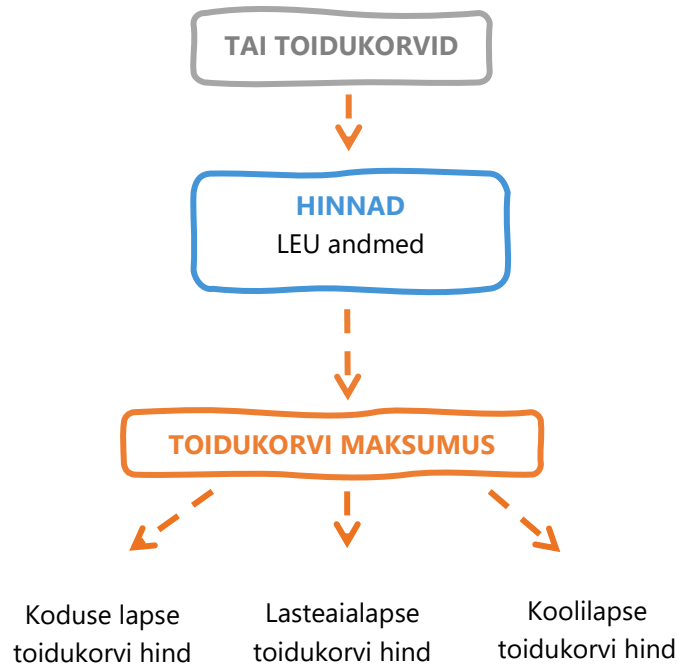 TAI TOIDUKORVID
HINNAD
LEU andmed
TOIDUKORVI MAKSUMUS
Koduse lapse
toidukorvi hind
Lasteaialapse
toidukorvi hind
Koolilapse
toidukorvi hind